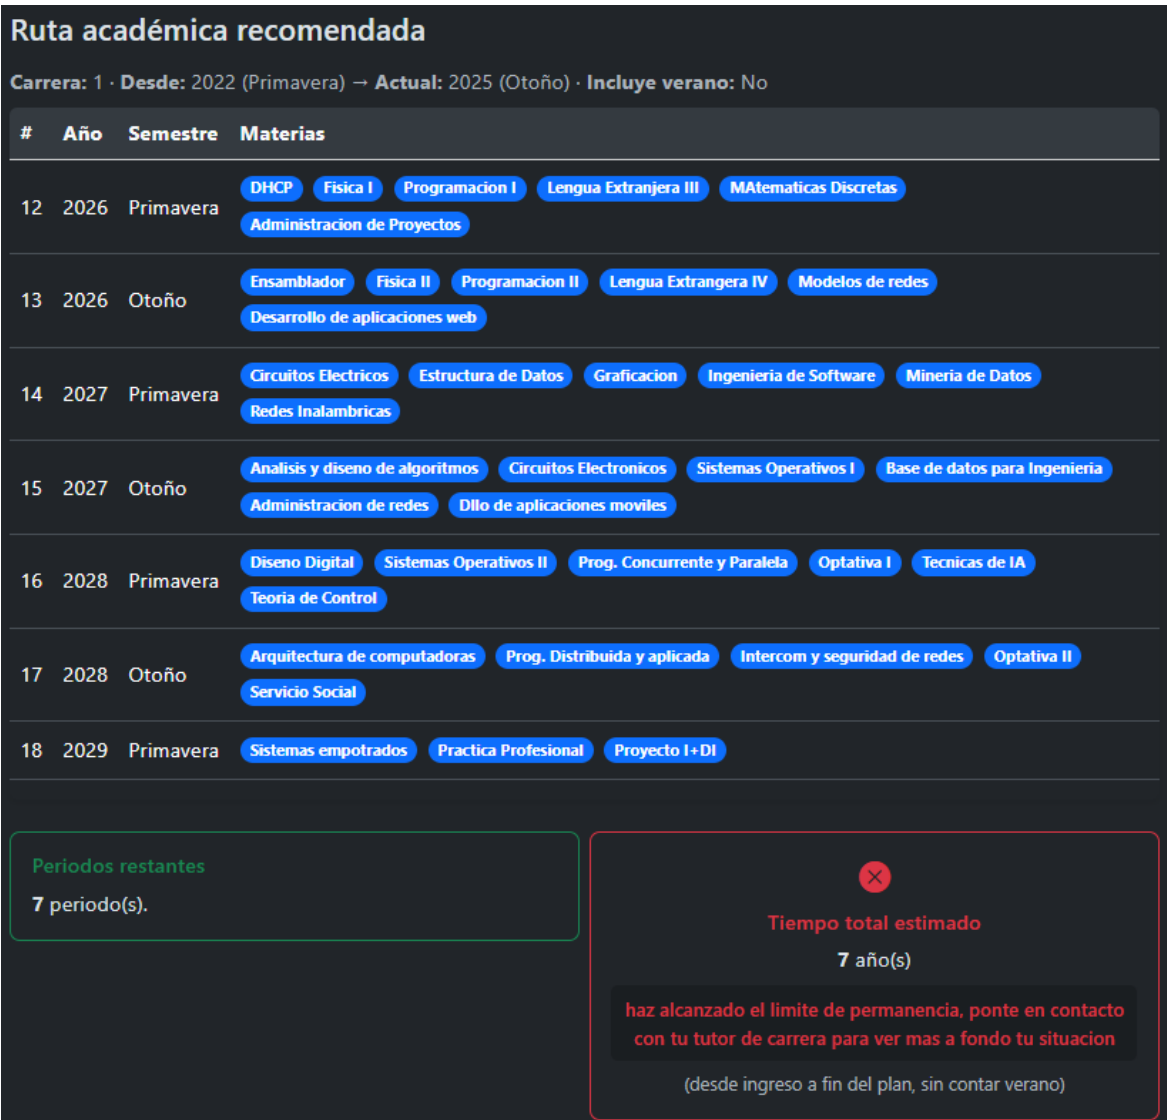 Ruta académica recomendada
Carrera: 1 · Desde: 2022 (Primavera) → Actual: 2025 (Otoño) · Incluye verano: No
# Año Semestre Materias
12 2026 Primavera DHCP Fisica I Programacion I Lengua Extranjera III MAtematicas Discretas
Administracion de Proyectos
13 2026 Otoño Ensamblador Fisica II Programacion II Lengua Extrangera IV Modelos de redes
Desarrollo de aplicaciones web
14 2027 Primavera Circuitos Electricos Estructura de Datos Graficacion Ingenieria de Software Mineria de Datos
Redes Inalambricas
15 2027 Otoño Analisis y diseno de algoritmos Circuitos Electronicos Sistemas Operativos I Base de datos para Ingenieria
Administracion de redes Dllo de aplicaciones moviles
16 2028 Primavera Diseno Digital Sistemas Operativos II Prog. Concurrente y Paralela Optativa I Tecnicas de IA
Teoria de Control
17 2028 Otoño Arquitectura de computadoras Prog. Distribuida y aplicada Intercom y seguridad de redes Optativa II
Servicio Social
18 2029 Primavera Sistemas empotrados Practica Profesional Proyecto I+DI
Periodos restantes
7 periodo(s).
Tiempo total estimado
7 año(s)
haz alcanzado el limite de permanencia, ponte en contacto
con tu tutor de carrera para ver mas a fondo tu situacion
(desde ingreso a fin del plan, sin contar verano)